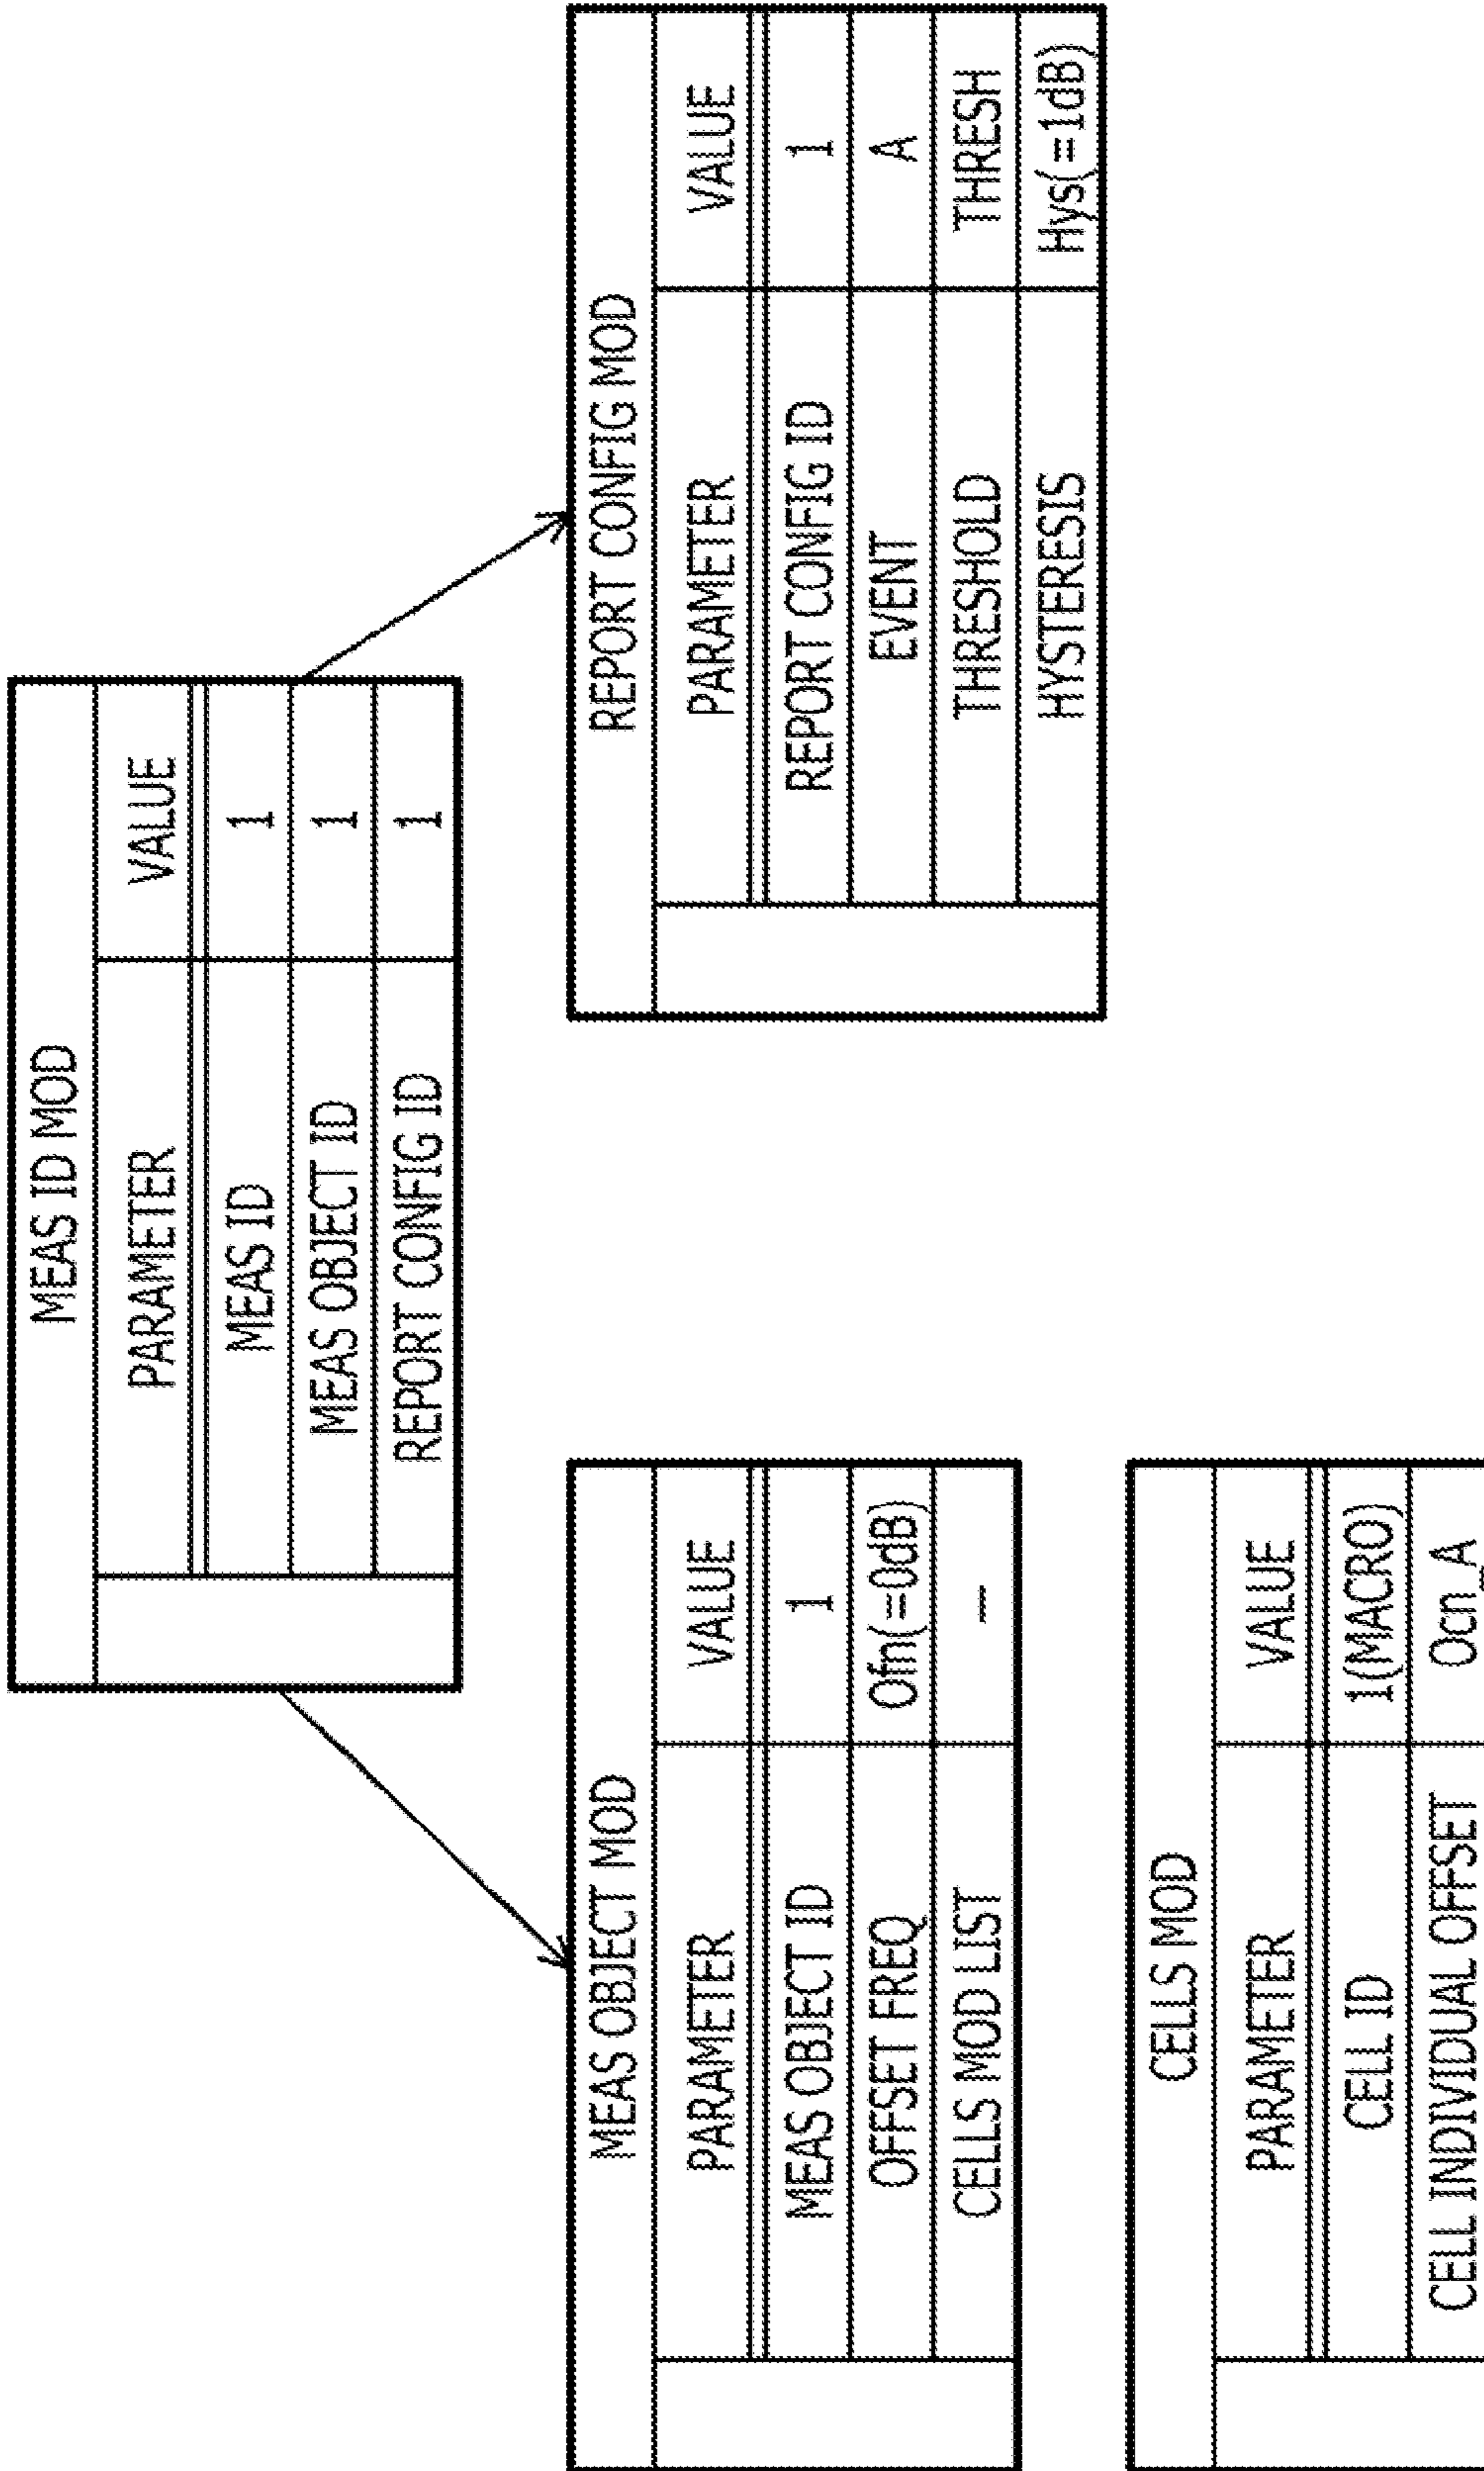 MEAS ID MOD
PARAMETER VALUE
MEAS ID 1
MEAS OBJECT ID 1
REPORT CONFIG ID 1
MEAS OBJECT MOD
PARAMETER VALUE
MEAS OBJECT ID 1
OFFSET FREQ Ofn(=0dB)
CELLS MOD LIST —
REPORT CONFIG MOD
PARAMETER VALUE
REPORT CONFIG ID 1
EVENT A
THRESHOLD THRESH
HYSTERESIS Hys(=1dB)
CELLS MOD
PARAMETER VALUE
CELL ID 1(MACRO)
CELL INDIVIDUAL OFFSET Ocn_A